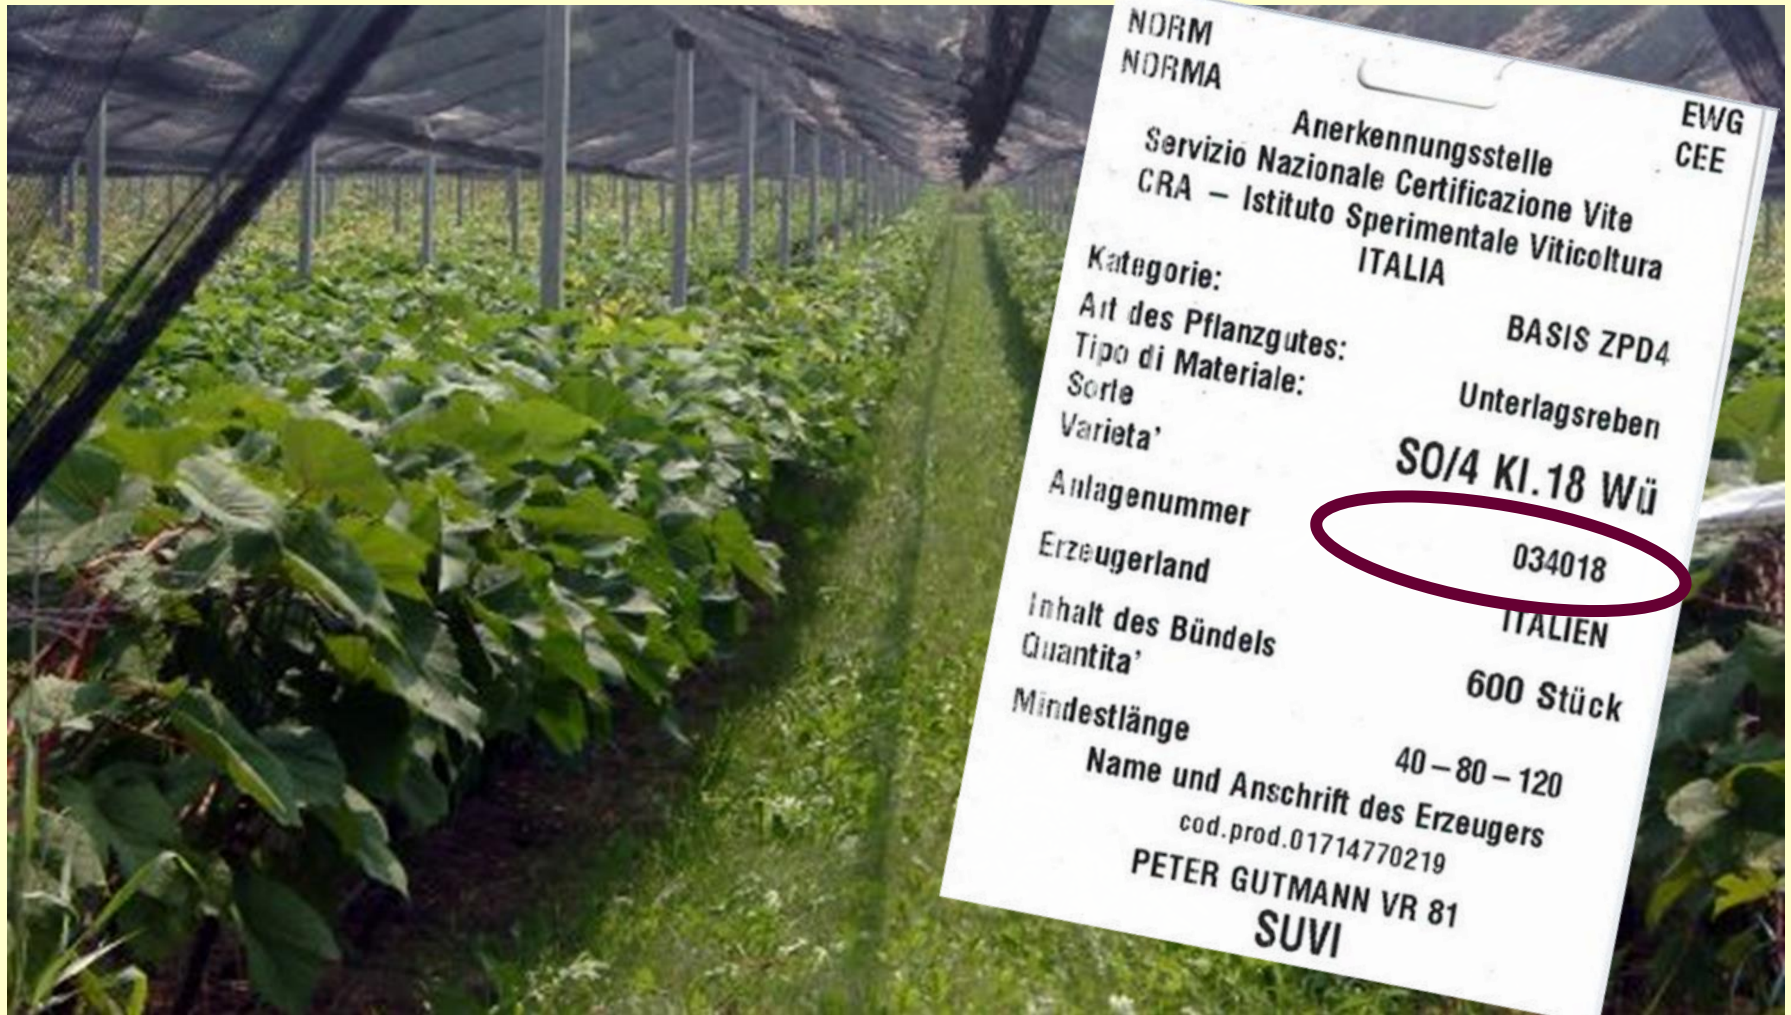 NORM
NORMA
EWG
CEE
Anerkennungsstelle
Servizio Nazionale Certificazione Vite
CRA – Istituto Sperimentale Viticoltura
ITALIA
Kategorie: BASIS ZPD4
Art des Pflanzgutes:
Tipo di Materiale: Unterlagsreben
Sorte
Varieta' SO/4 Kl.18 Wü
Anlagenummer 034018
Erzeugerland ITALIEN
Inhalt des Bündels
Quantita' 600 Stück
Mindestlänge 40 – 80 – 120
Name und Anschrift des Erzeugers
cod.prod.01714770219
PETER GUTMANN VR 81
SUVI